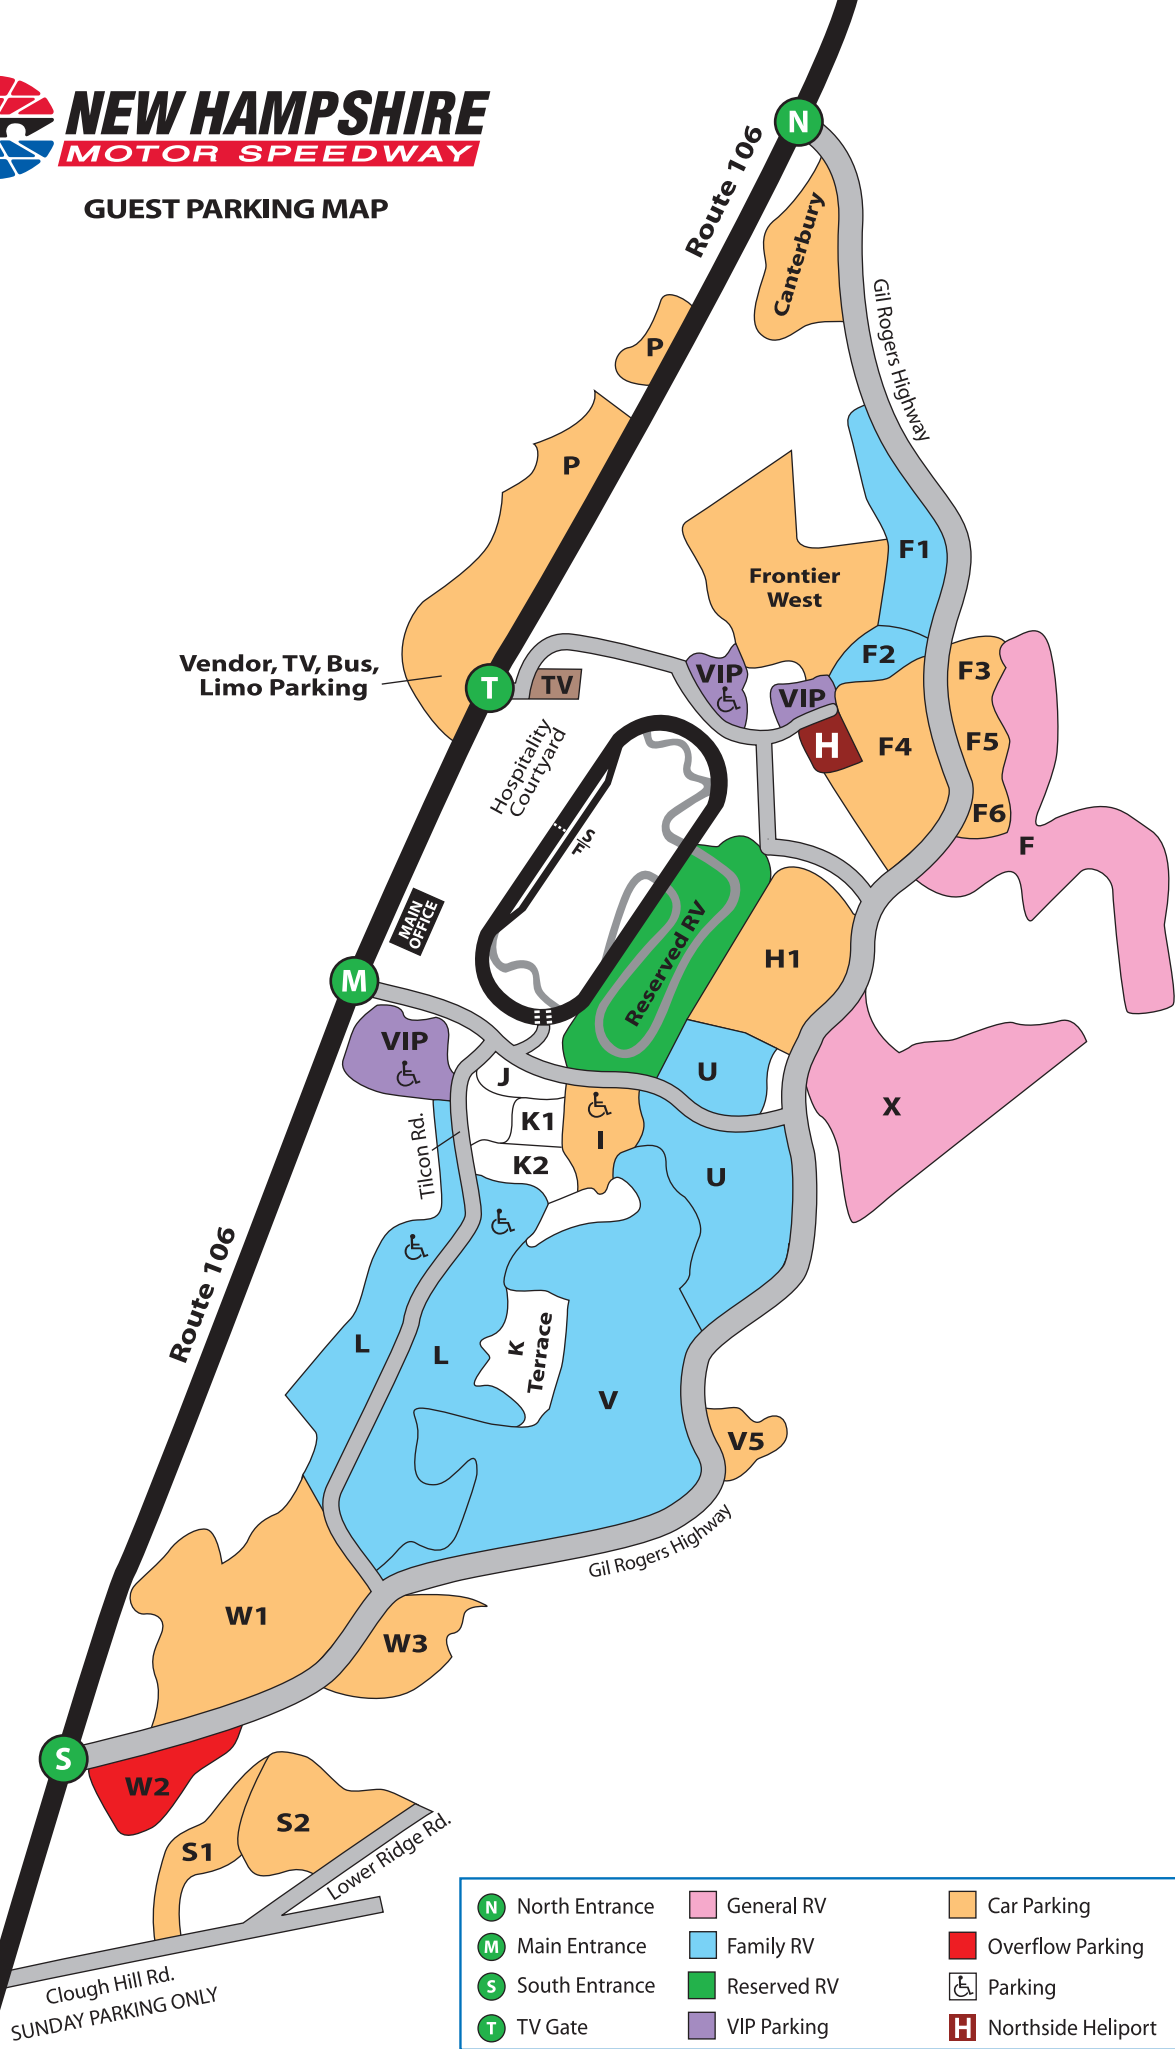 NEW HAMPSHIRE
MOTOR SPEEDWAY
GUEST PARKING MAP
N
Route 106
Canterbury
Gil Rogers Highway
P
P
F1
Frontier
West
F2
Vendor, TV, Bus,
Limo Parking
T
TV
VIP
VIP
F3
H
F4
F5
F6
F
Hospitality
Courtyard
S/F
MAIN
OFFICE
Reserved RV
H1
M
VIP
J
U
X
K1
I
K2
U
Tilcon Rd.
Route 106
L
L
K
Terrace
V
V5
Gil Rogers Highway
W1
W3
S
W2
S2
S1
Lower Ridge Rd.
Clough Hill Rd.
SUNDAY PARKING ONLY
N North Entrance
M Main Entrance
S South Entrance
T TV Gate
General RV
Family RV
Reserved RV
VIP Parking
Car Parking
Overflow Parking
Parking
H Northside Heliport